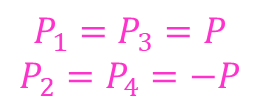 P₁ = P₃ = P
P₂ = P₄ = −P